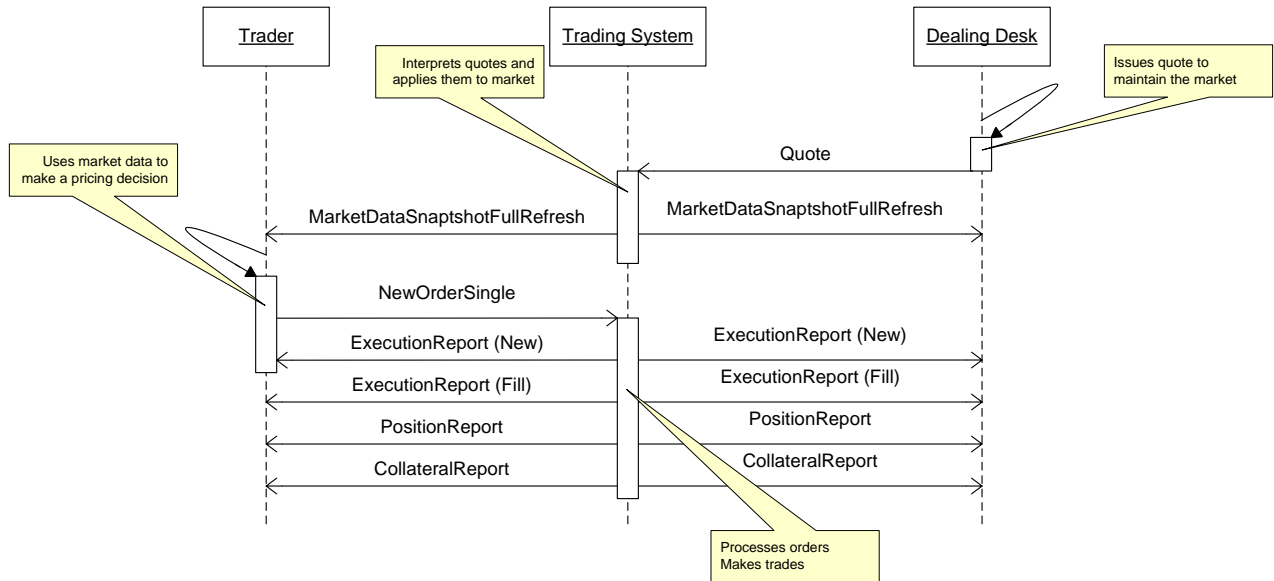 Trader
Trading System
Dealing Desk
Interprets quotes and
applies them to market
Issues quote to
maintain the market
Uses market data to
make a pricing decision
Quote
MarketDataSnaptshotFullRefresh
MarketDataSnaptshotFullRefresh
NewOrderSingle
ExecutionReport (New)
ExecutionReport (New)
ExecutionReport (Fill)
ExecutionReport (Fill)
PositionReport
PositionReport
CollateralReport
CollateralReport
Processes orders
Makes trades